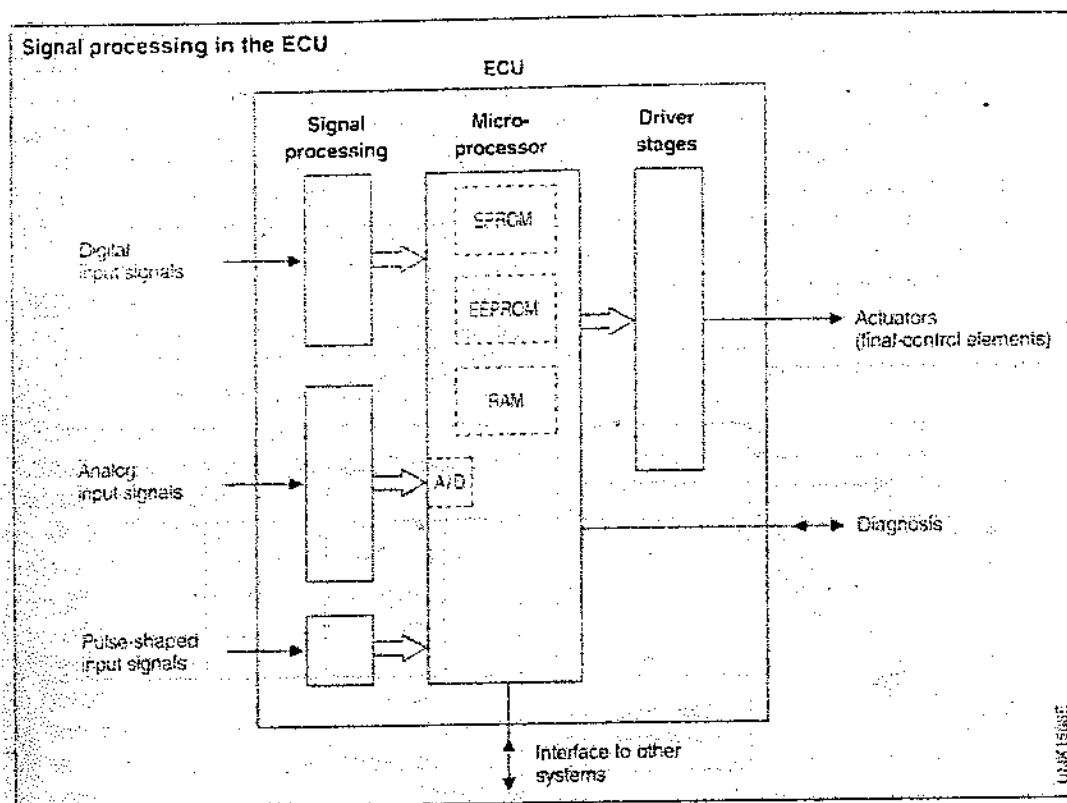 Signal processing in the ECU
ECU
Signal
processing
Micro-
processor
Driver
stages
EPROM
Digital
input signals
EEPROM
Actuators
(final-control elements)
RAM
Analog
input signals
A/D
Diagnosis
Pulse-shaped
input signals
Interface to other
systems